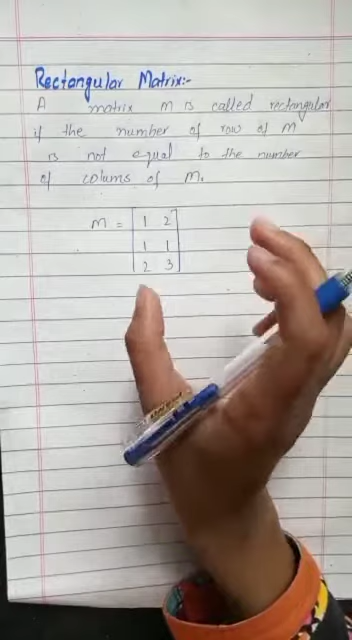 Rectangular Matrix:-
A matrix M is called rectangular
if the number of row of M
is not equal to the number
of colums of M.
M = [1 2
1 1
2 3]